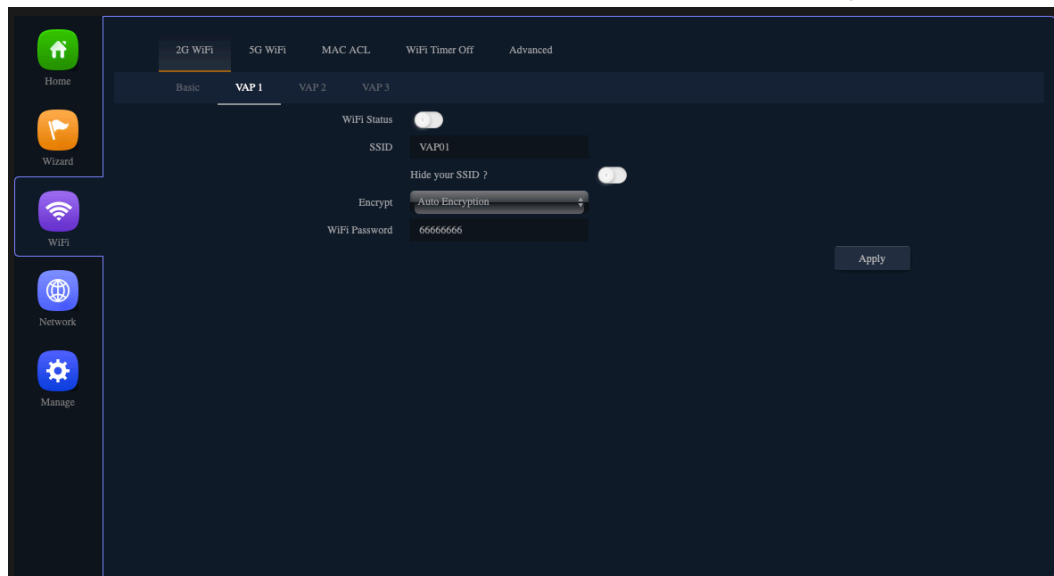 Home
Wizard
WiFi
Network
Manage
2G WiFi 5G WiFi MAC ACL WiFi Timer Off Advanced
Basic VAP 1 VAP 2 VAP 3
WiFi Status
SSID VAP01
Hide your SSID ?
Encrypt Auto Encryption
WiFi Password 66666666
Apply